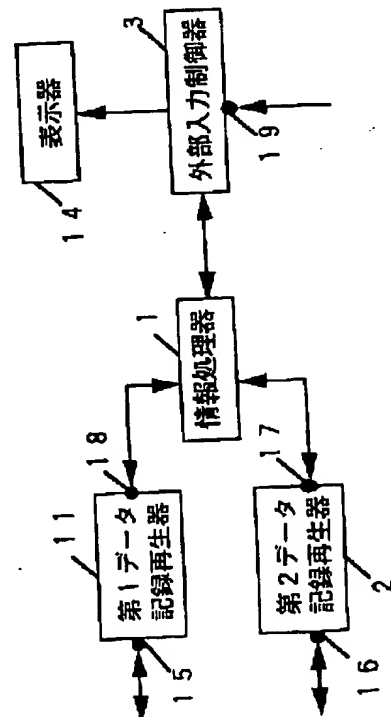 表示器
14
外部入力制御器
3
19
情報処理器
1
第1データ
記録再生器
11
18
15
第2データ
記録再生器
2
17
16